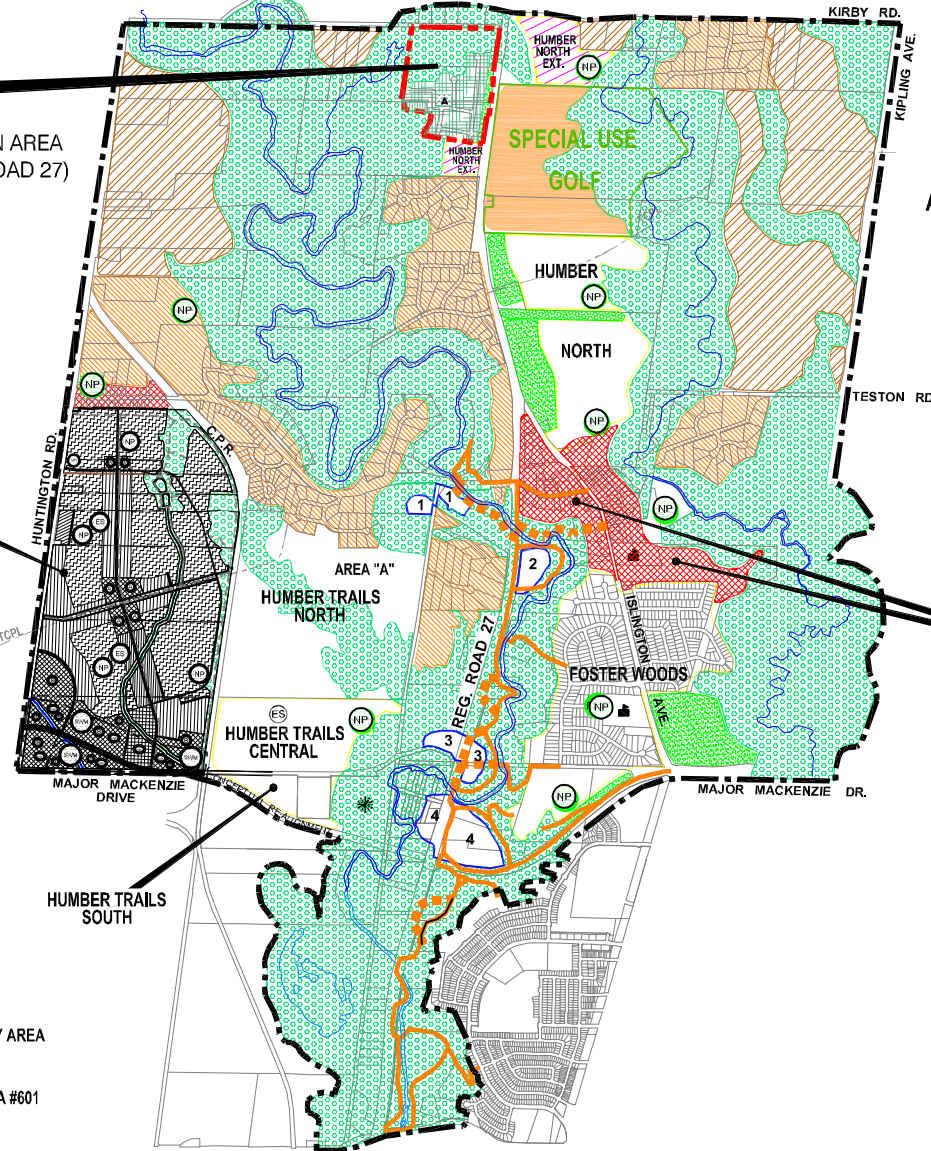 KIRBY RD.
KIPLING AVE.
HUMBER
NORTH
EXT.
NP
N AREA
OAD 27)
A
HUMBER
NORTH
EXT.
SPECIAL USE
GOLF
HUMBER
NP
NP
NORTH
NP
NP
TESTON RD
C.P.R.
HUNTINGTON RD.
NP
ES
NP
1
1
NP
2
AREA "A"
HUMBER TRAILS
NORTH
TCPL
ES
NP
NP
REG. ROAD 27
ISLINGTON
AVE.
FOSTER WOODS
NP
ES
NP
HUMBER TRAILS
CENTRAL
SWM
SWM
SWM
3
3
MAJOR MACKENZIE
DRIVE
CONCEPTUAL REALIGNMENT
NP
MAJOR MACKENZIE DR.
4
4
HUMBER TRAILS
SOUTH
Y AREA
A #601